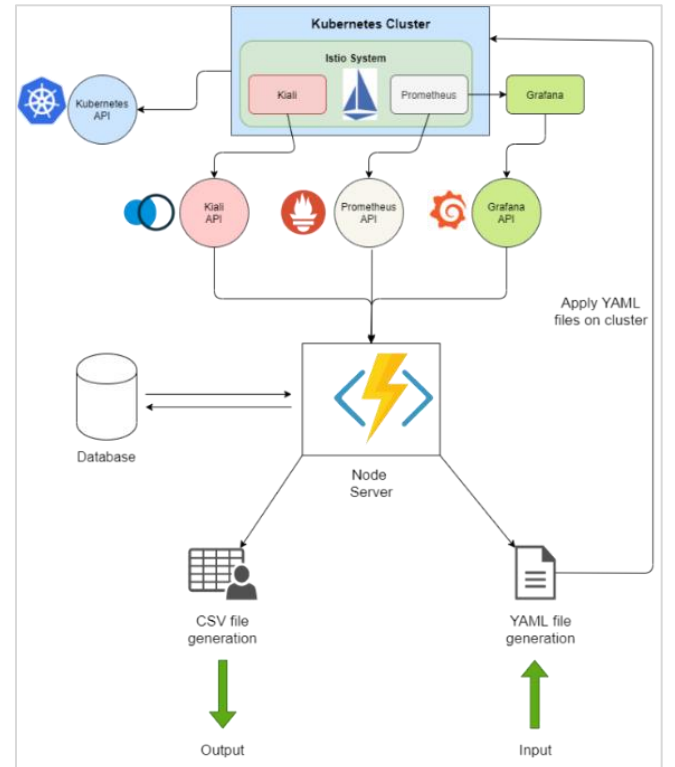 Kubernetes Cluster
Istio System
Kiali
Prometheus
Grafana
Kubernetes
API
Kiali
API
Prometheus
API
Grafana
API
Apply YAML
files on cluster
Database
Node
Server
CSV file
generation
YAML file
generation
Output
Input